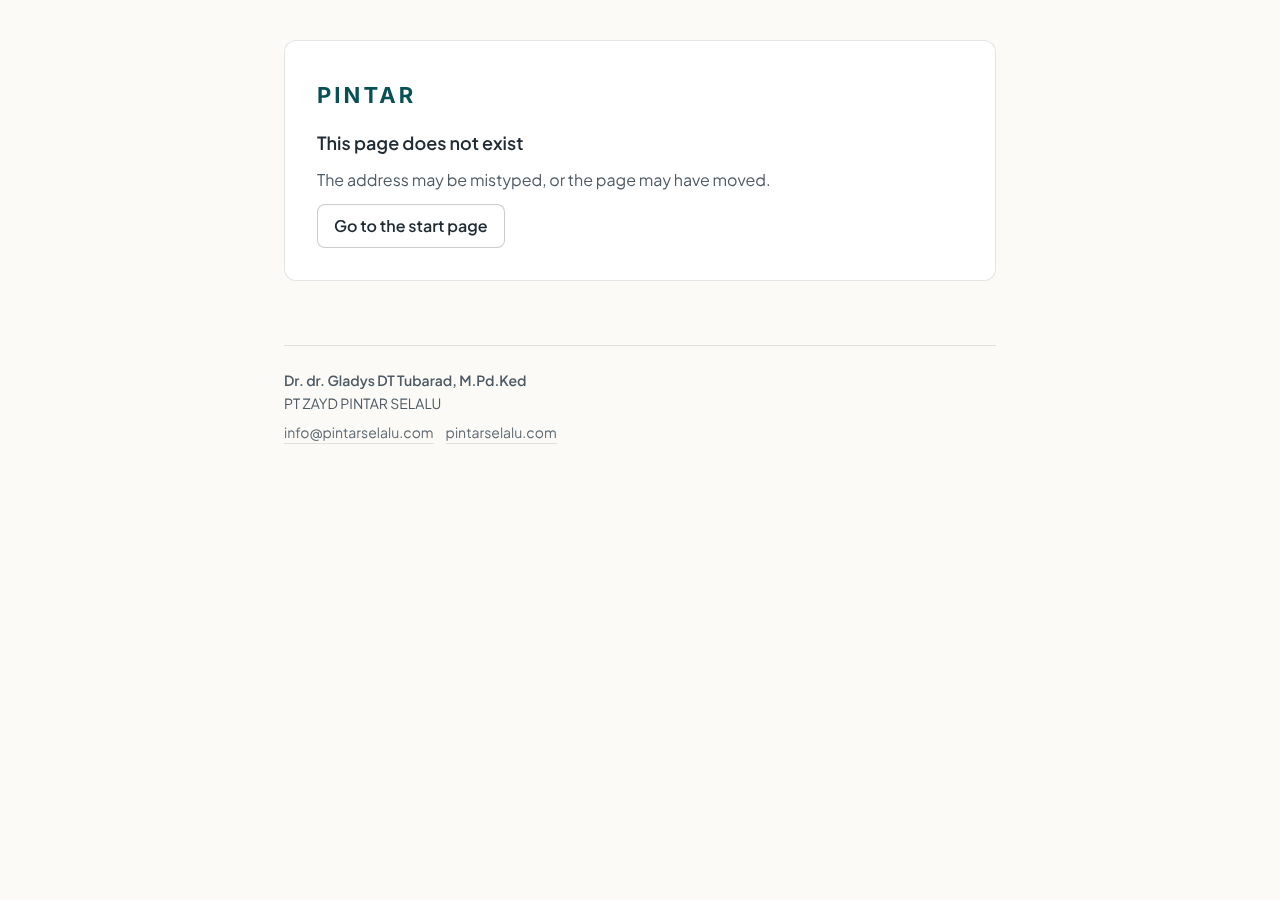 PINTAR
This page does not exist
The address may be mistyped, or the page may have moved.
Go to the start page
Dr. dr. Gladys DT Tubarad, M.Pd.Ked
PT ZAYD PINTAR SELALU
info@pintarselalu.com pintarselalu.com